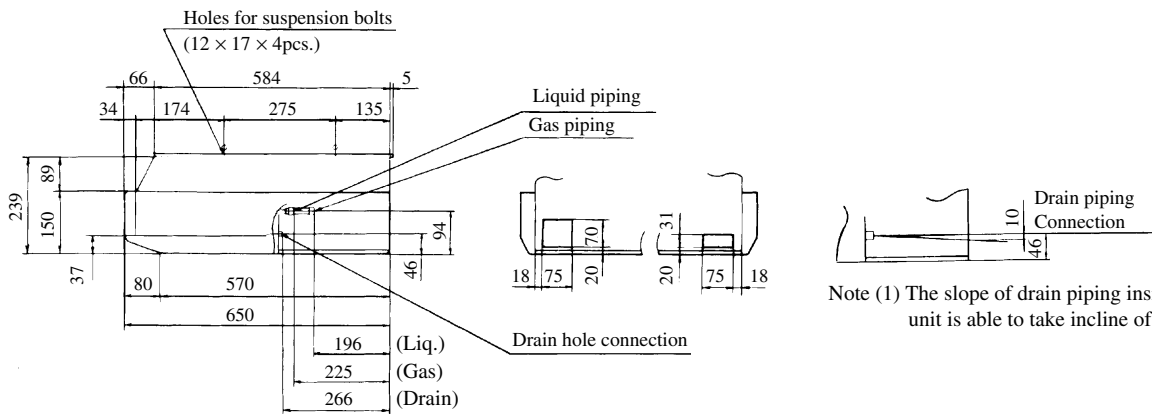 Holes for suspension bolts
(12 × 17 × 4pcs.)
66 584 5
34 174 275 135
Liquid piping
Gas piping
239 89 150
37
94
46
80 570
650
196 (Liq.)
225 (Gas)
266 (Drain)
Drain hole connection
70
20
18 75
31
20
75 18
Drain piping
Connection
10
46
Note (1) The slope of drain piping ins
unit is able to take incline of